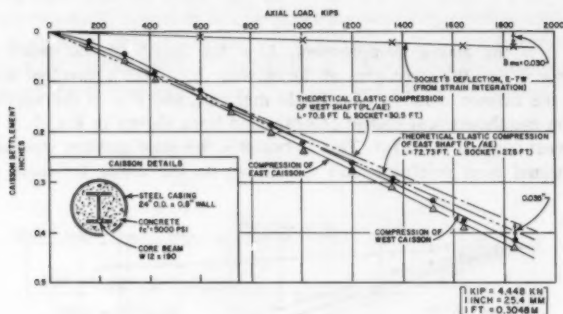 AXIAL LOAD, KIPS
0 200 400 600 800 1000 1200 1400 1600 1800 2000
0
0.1
0.2
0.3
0.4
0.5
CAISSON SETTLEMENT
INCHES
SOCKET'S DEFLECTION, E-7W
(FROM STRAIN INTEGRATION)
THEORETICAL ELASTIC COMPRESSION
OF WEST SHAFT (PL/AE)
L=70.5 FT. (L SOCKET=30.5 FT.)
THEORETICAL ELASTIC COMPRESSION
OF EAST SHAFT (PL/AE)
L= 72.75 FT. (L SOCKET=27.5 FT.)
COMPRESSION OF
EAST CAISSON
0.035"
COMPRESSION OF
WEST CAISSON
CAISSON DETAILS
STEEL CASING
24" O.D. x 0.5" WALL
CONCRETE
fc'=5000 PSI
CORE BEAM
W 12 x 190
1 KIP = 4.448 KN
1 INCH = 25.4 MM
1 FT = 0.3048 M